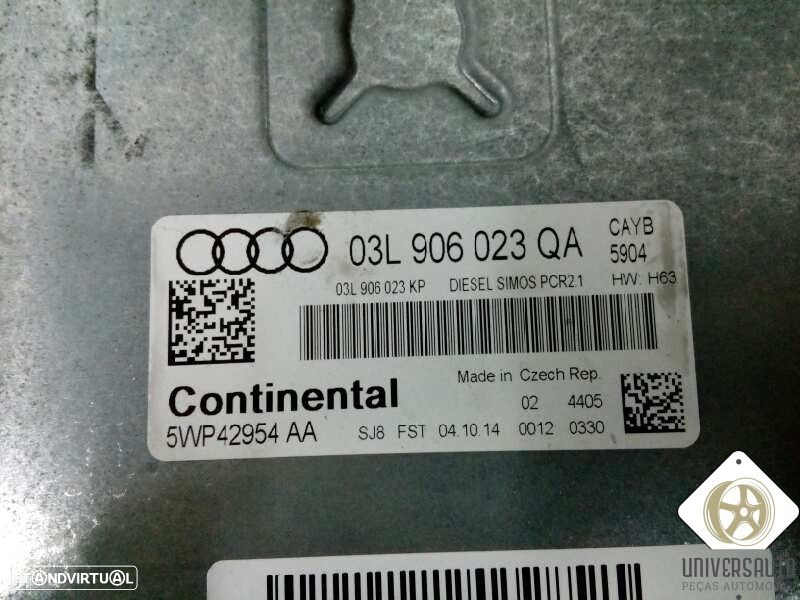 03L 906 023 QA
CAYB
5904
03L 906 023 KP DIESEL SIMOS PCR2.1 HW: H63
Continental
Made in Czech Rep.
02 4405
5WP42954 AA SJ8 FST 04.10.14 0012 0330
STANDVIRTUAL
UNIVERSAUTO
PEÇAS AUTOMÓ